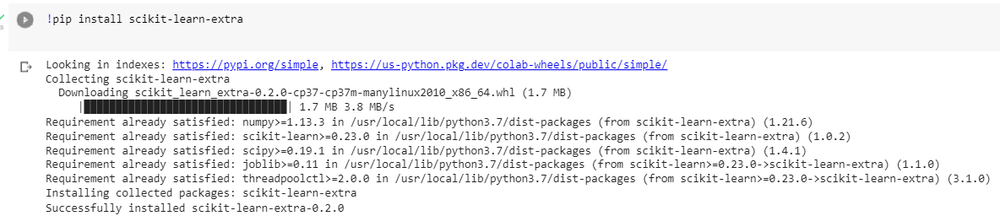 !pip install scikit-learn-extra
Looking in indexes: https://pypi.org/simple, https://us-python.pkg.dev/colab-wheels/public/simple/
Collecting scikit-learn-extra
Downloading scikit_learn_extra-0.2.0-cp37-cp37m-manylinux2010_x86_64.whl (1.7 MB)
|████████████████████████████████| 1.7 MB 3.8 MB/s
Requirement already satisfied: numpy>=1.13.3 in /usr/local/lib/python3.7/dist-packages (from scikit-learn-extra) (1.21.6)
Requirement already satisfied: scikit-learn>=0.23.0 in /usr/local/lib/python3.7/dist-packages (from scikit-learn-extra) (1.0.2)
Requirement already satisfied: scipy>=0.19.1 in /usr/local/lib/python3.7/dist-packages (from scikit-learn-extra) (1.4.1)
Requirement already satisfied: joblib>=0.11 in /usr/local/lib/python3.7/dist-packages (from scikit-learn>=0.23.0->scikit-learn-extra) (1.1.0)
Requirement already satisfied: threadpoolctl>=2.0.0 in /usr/local/lib/python3.7/dist-packages (from scikit-learn>=0.23.0->scikit-learn-extra) (3.1.0)
Installing collected packages: scikit-learn-extra
Successfully installed scikit-learn-extra-0.2.0